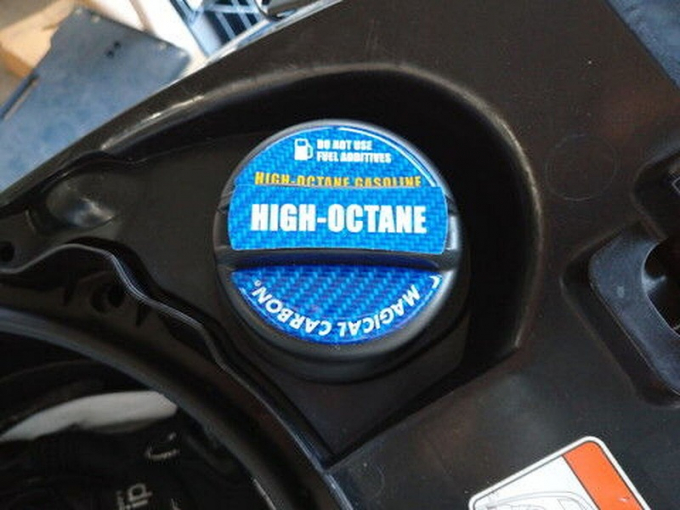 DO NOT USE
FUEL ADDITIVES
HIGH-OCTANE GASOLINE
HIGH-OCTANE
MAGICAL CARBON